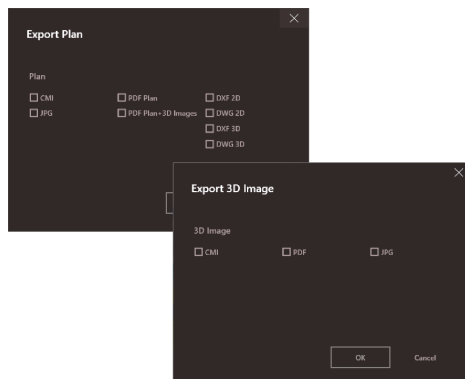 Export Plan
Plan
CMI PDF Plan DXF 2D
JPG PDF Plan+3D Images DWG 2D
DXF 3D
DWG 3D
Export 3D Image
3D Image
CMI PDF JPG
OK Cancel